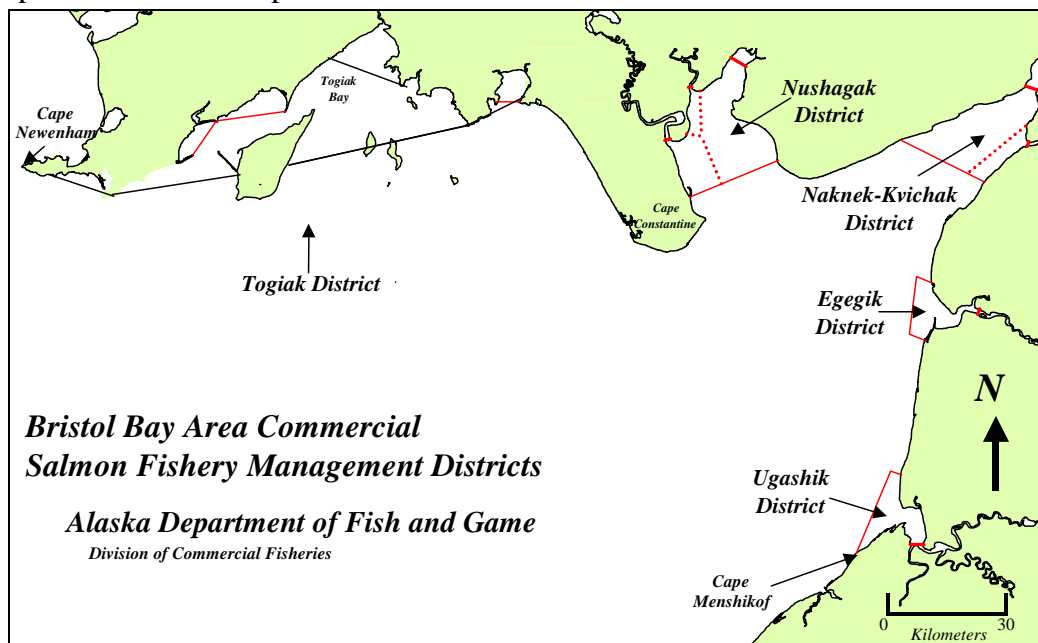 Togiak
Bay
Cape
Newenham
Nushagak
District
Cape
Constantine
Naknek-Kvichak
District
Togiak District
Egegik
District
N
Bristol Bay Area Commercial
Salmon Fishery Management Districts
Ugashik
District
Alaska Department of Fish and Game
Division of Commercial Fisheries
Cape
Menshikof
0 30
Kilometers